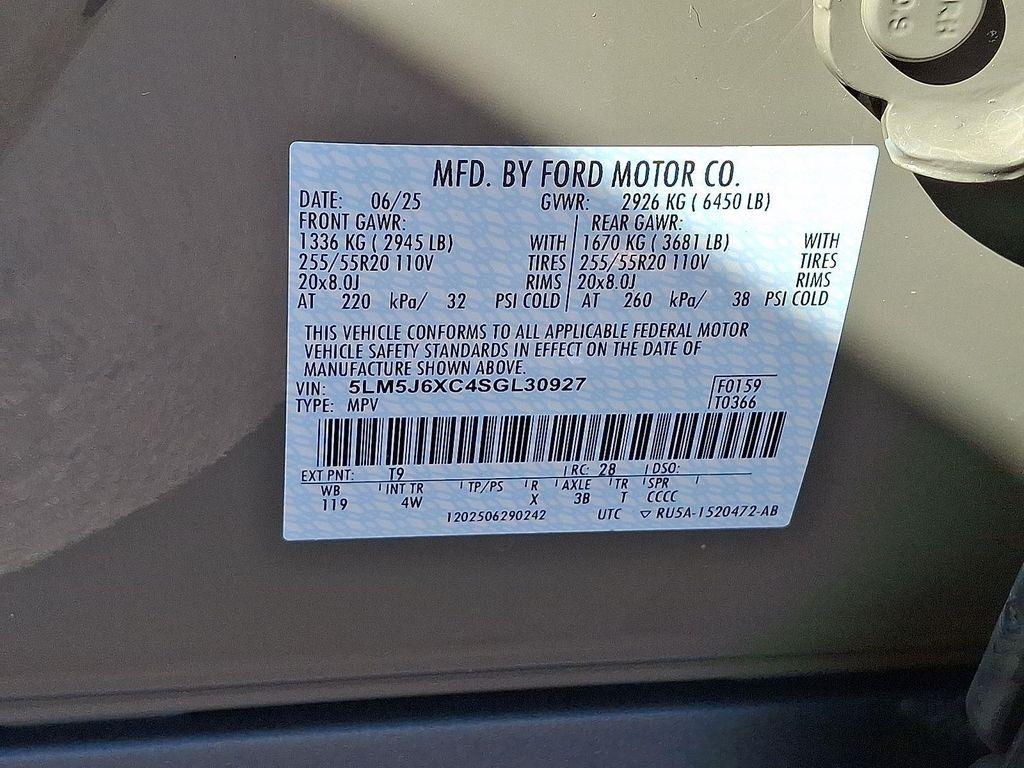 MFD. BY FORD MOTOR CO.
DATE: 06/25 GVWR: 2926 KG ( 6450 LB)
FRONT GAWR: REAR GAWR:
1336 KG ( 2945 LB) WITH 1670 KG ( 3681 LB) WITH
255/55R20 110V TIRES 255/55R20 110V TIRES
20x8.0J RIMS 20x8.0J RIMS
AT 220 kPa/ 32 PSI COLD AT 260 kPa/ 38 PSI COLD
THIS VEHICLE CONFORMS TO ALL APPLICABLE FEDERAL MOTOR
VEHICLE SAFETY STANDARDS IN EFFECT ON THE DATE OF
MANUFACTURE SHOWN ABOVE.
VIN: 5LM5J6XC4SGL30927 F0159
TYPE: MPV T0366
EXT PNT: T9 RC: 28 DSO:
WB INT TR TP/PS R AXLE TR SPR
119 4W X 3B T CCCC
1202506290242 UTC ▽ RU5A-1520472-AB